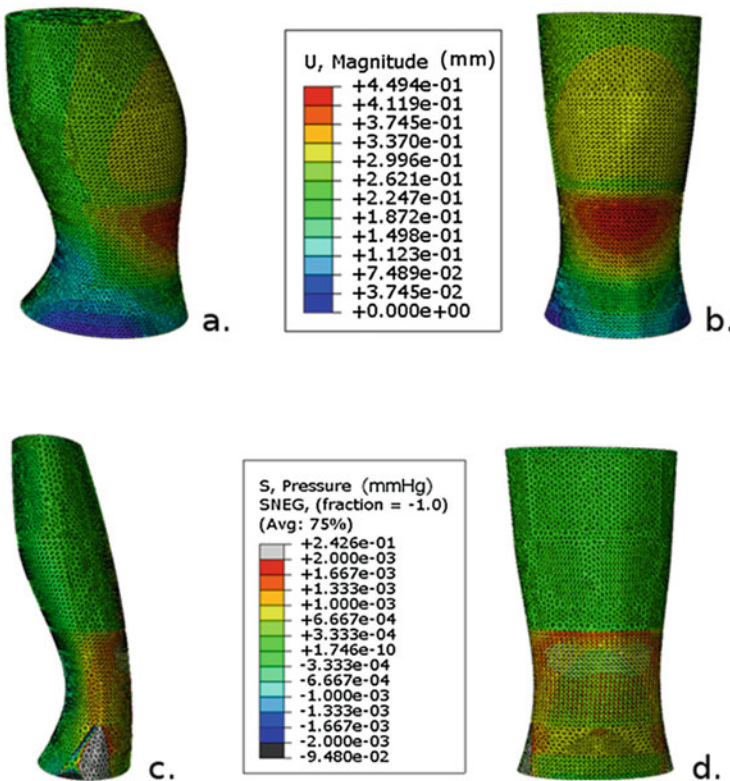 U, Magnitude (mm)
+4.494e-01
+4.119e-01
+3.745e-01
+3.370e-01
+2.996e-01
+2.621e-01
+2.247e-01
+1.872e-01
+1.498e-01
+1.123e-01
+7.489e-02
+3.745e-02
+0.000e+00
a.
b.
S, Pressure (mmHg)
SNEG, (fraction = -1.0)
(Avg: 75%)
+2.426e-01
+2.000e-03
+1.667e-03
+1.333e-03
+1.000e-03
+6.667e-04
+3.333e-04
+1.746e-10
-3.333e-04
-6.667e-04
-1.000e-03
-1.333e-03
-1.667e-03
-2.000e-03
-9.480e-02
c.
d.